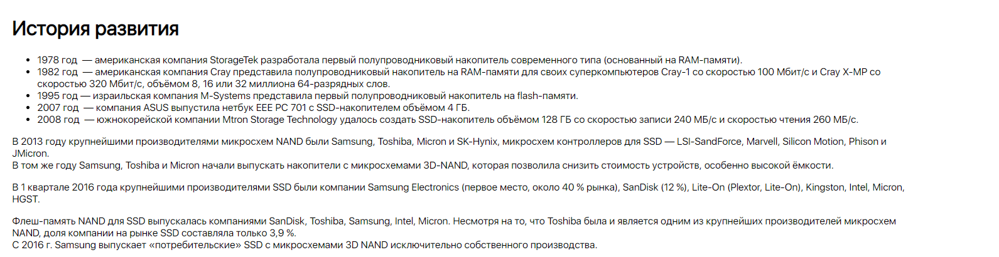 История развития
• 1978 год — американская компания StorageTek разработала первый полупроводниковый накопитель современного типа (основанный на RAM-памяти).
• 1982 год — американская компания Cray представила полупроводниковый накопитель на RAM-памяти для своих суперкомпьютеров Cray-1 со скоростью 100 Мбит/с и Cray X-MP со
скоростью 320 Мбит/с, объёмом 8, 16 или 32 миллиона 64-разрядных слов.
• 1995 год — израильская компания M-Systems представила первый полупроводниковый накопитель на flash-памяти.
• 2007 год — компания ASUS выпустила нетбук EEE PC 701 с SSD-накопителем объёмом 4 ГБ.
• 2008 год — южнокорейской компании Mtron Storage Technology удалось создать SSD-накопитель объёмом 128 ГБ со скоростью записи 240 МБ/с и скоростью чтения 260 МБ/с.
В 2013 году крупнейшими производителями микросхем NAND были Samsung, Toshiba, Micron и SK-Hynix, микросхем контроллеров для SSD — LSI-SandForce, Marvell, Silicon Motion, Phison и
JMicron.
В том же году Samsung, Toshiba и Micron начали выпускать накопители с микросхемами 3D-NAND, которая позволила снизить стоимость устройств, особенно высокой ёмкости.
В 1 квартале 2016 года крупнейшими производителями SSD были компании Samsung Electronics (первое место, около 40 % рынка), SanDisk (12 %), Lite-On (Plextor, Lite-On), Kingston, Intel, Micron,
HGST.
Флеш-память NAND для SSD выпускалась компаниями SanDisk, Toshiba, Samsung, Intel, Micron. Несмотря на то, что Toshiba была и является одним из крупнейших производителей микросхем
NAND, доля компании на рынке SSD составляла только 3,9 %.
С 2016 г. Samsung выпускает «потребительские» SSD с микросхемами 3D NAND исключительно собственного производства.